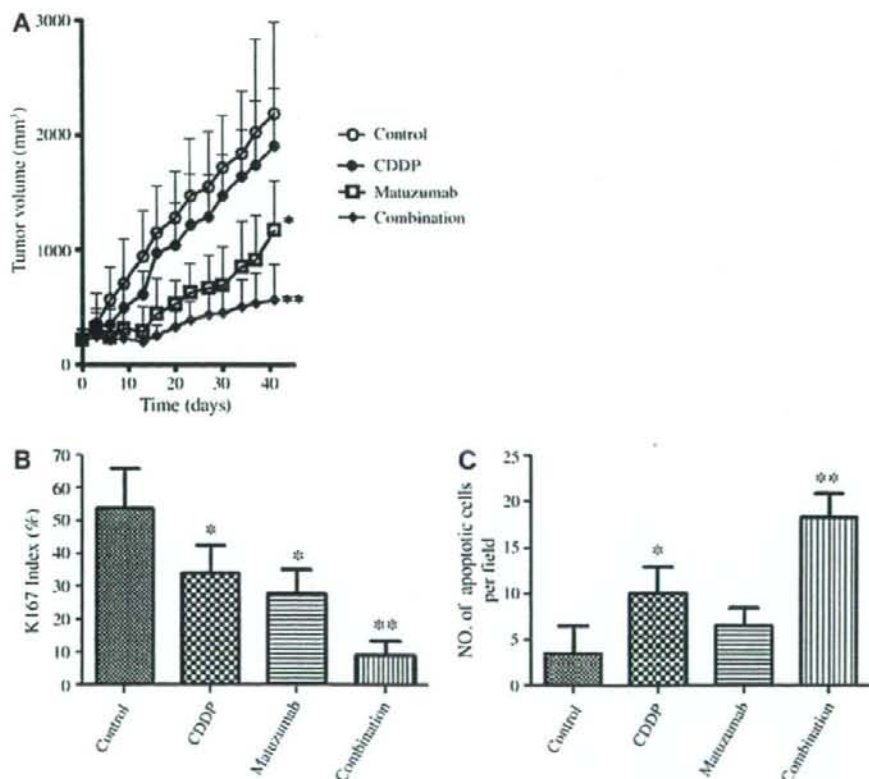 A
3000
2000
1000
0
Tumor volume (mm³)
0 10 20 30 40
Time (days)
Control
CDDP
Matuzumab
Combination
*
**
B
70
60
50
40
30
20
10
0
K167 Index (%)
*
*
**
Control
CDDP
Matuzumab
Combination
C
25
20
15
10
5
0
NO. of apoptotic cells
per field
*
**
Control
CDDP
Matuzumab
Combination